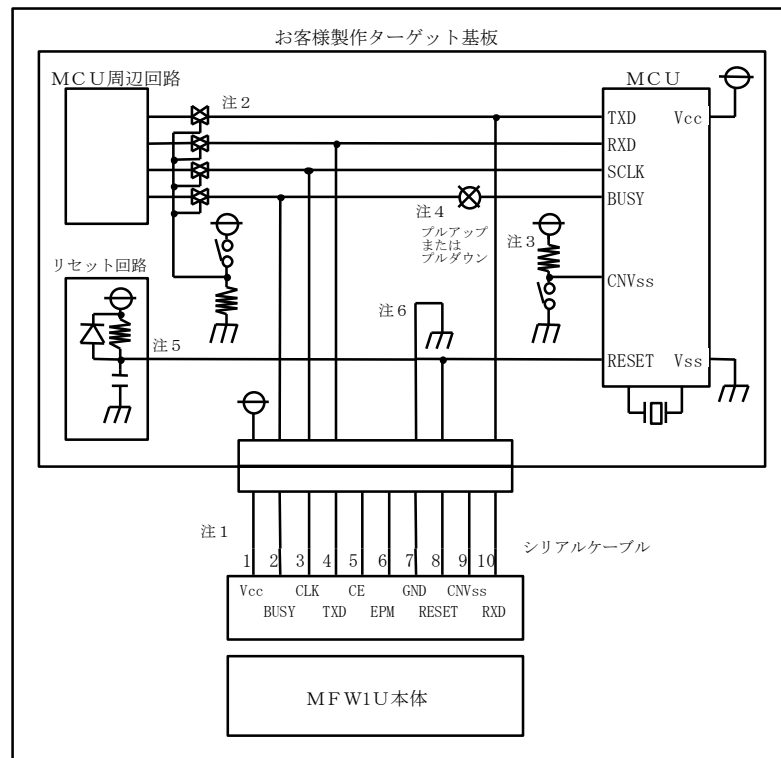 お客様製作ターゲット基板
ＭＣＵ周辺回路
ＭＣＵ
注２
TXD
Vcc
RXD
SCLK
BUSY
注４
プルアップ
または
プルダウン
注３
CNVss
リセット回路
注６
注５
RESET
Vss
注１
シリアルケーブル
1 2 3 4 5 6 7 8 9 10
Vcc CLK CE GND CNVss
BUSY TXD EPM RESET RXD
ＭＦＷ1Ｕ本体